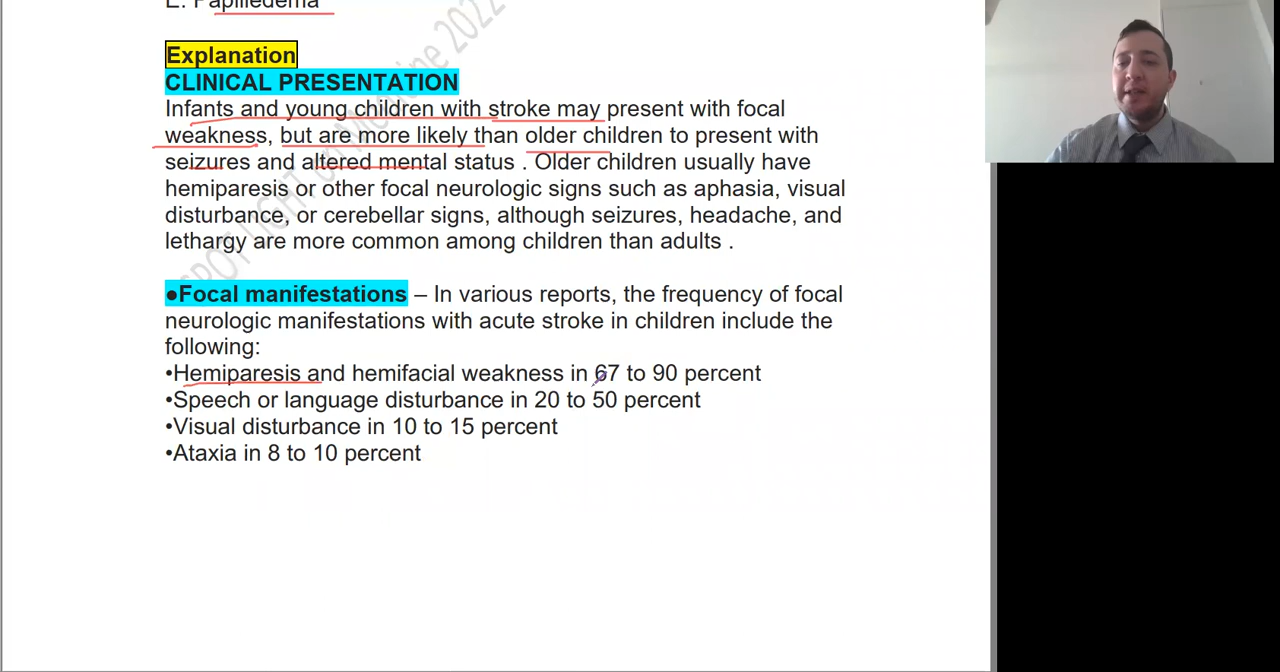 E. Papilledema
Explanation
CLINICAL PRESENTATION
Infants and young children with stroke may present with focal
weakness, but are more likely than older children to present with
seizures and altered mental status . Older children usually have
hemiparesis or other focal neurologic signs such as aphasia, visual
disturbance, or cerebellar signs, although seizures, headache, and
lethargy are more common among children than adults .
●Focal manifestations – In various reports, the frequency of focal
neurologic manifestations with acute stroke in children include the
following:
•Hemiparesis and hemifacial weakness in 67 to 90 percent
•Speech or language disturbance in 20 to 50 percent
•Visual disturbance in 10 to 15 percent
•Ataxia in 8 to 10 percent